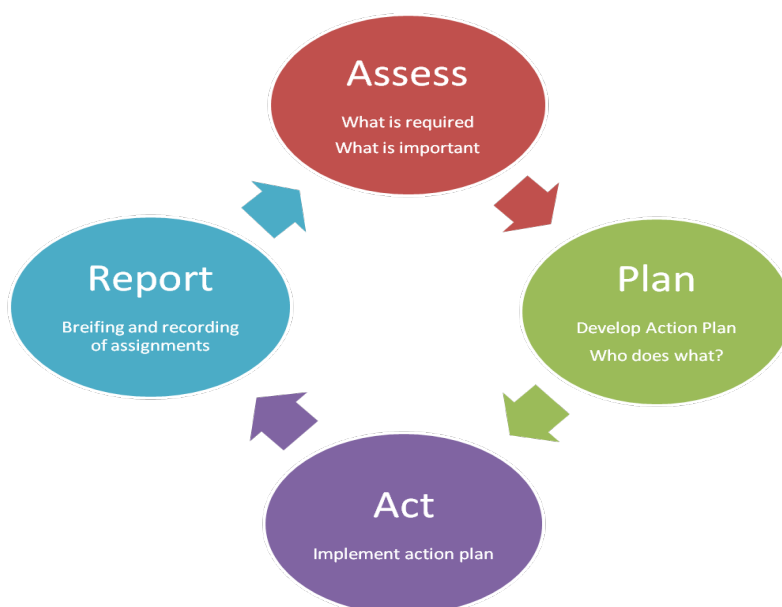 Assess
What is required
What is important
Plan
Develop Action Plan
Who does what?
Act
Implement action plan
Report
Breifing and recording
of assignments